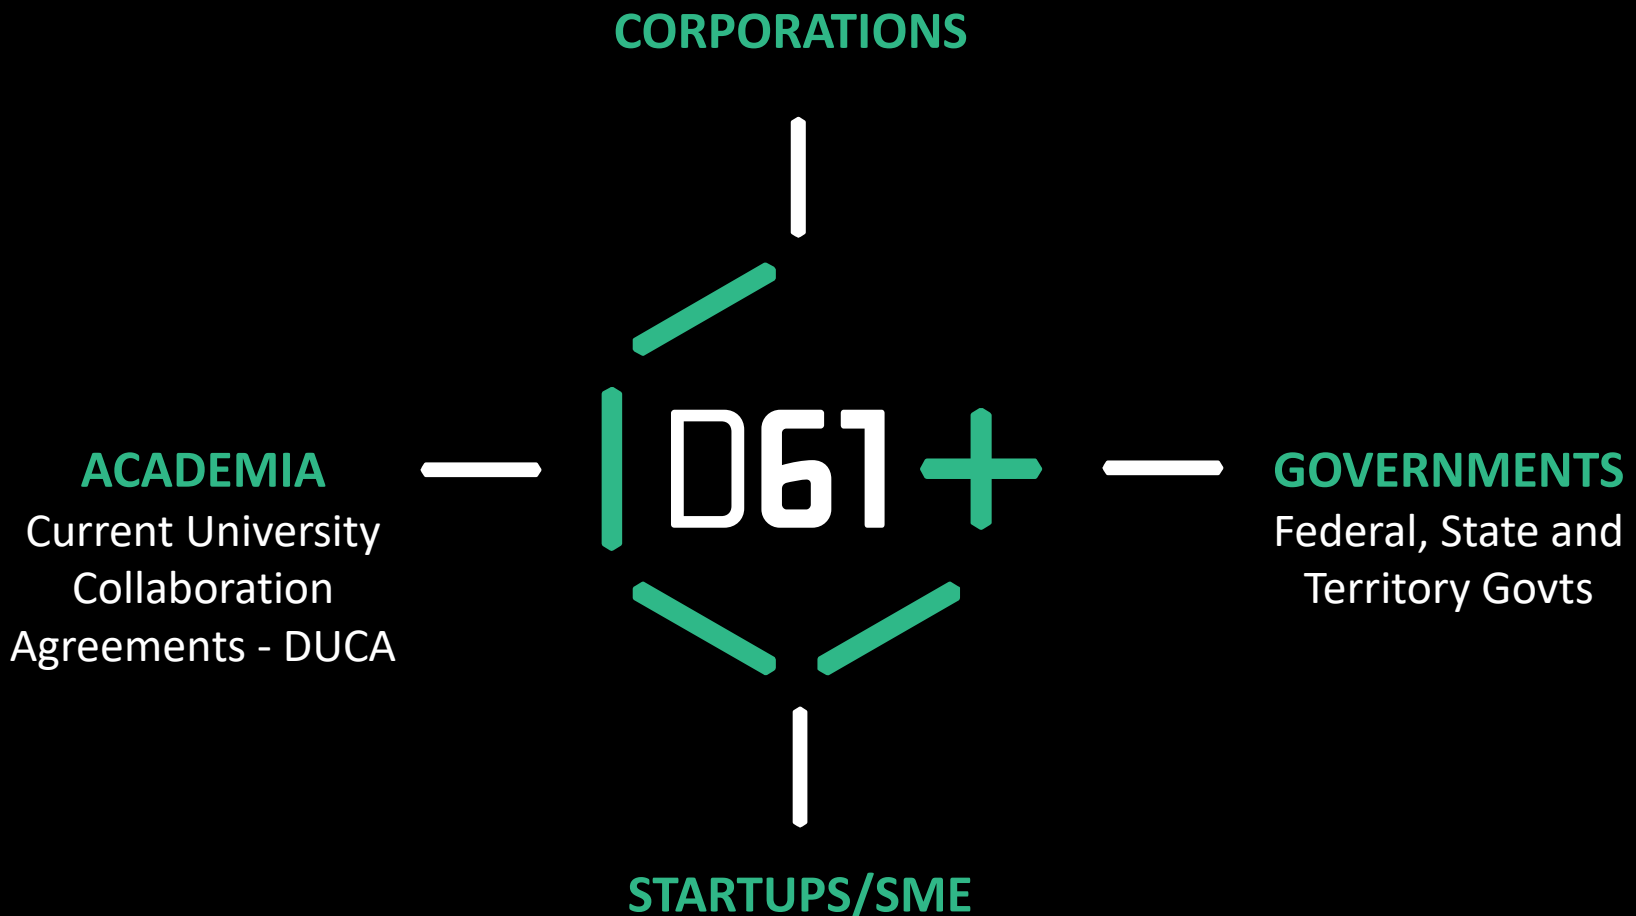 CORPORATIONS
D61+
ACADEMIA
Current University
Collaboration
Agreements - DUCA
GOVERNMENTS
Federal, State and
Territory Govts
STARTUPS/SME